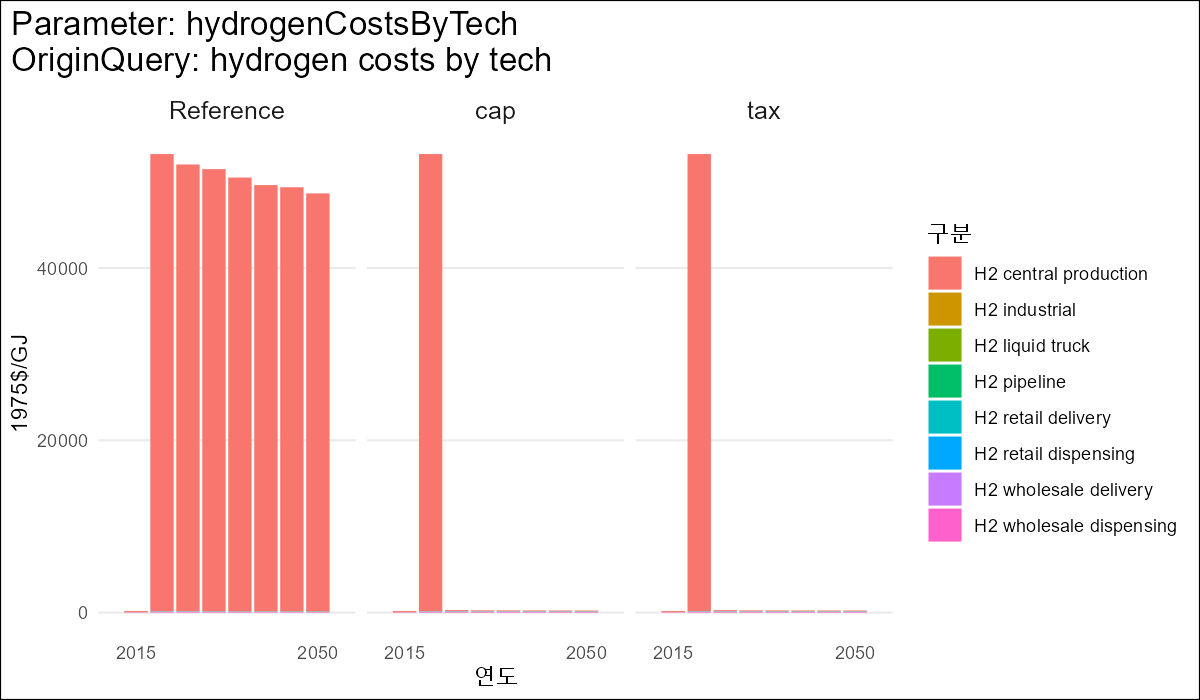 Parameter: hydrogenCostsByTech
OriginQuery: hydrogen costs by tech
Reference cap tax
1975$/GJ
40000
20000
0
2015 2050 2015 2050 2015 2050
연도
구분
H2 central production
H2 industrial
H2 liquid truck
H2 pipeline
H2 retail delivery
H2 retail dispensing
H2 wholesale delivery
H2 wholesale dispensing